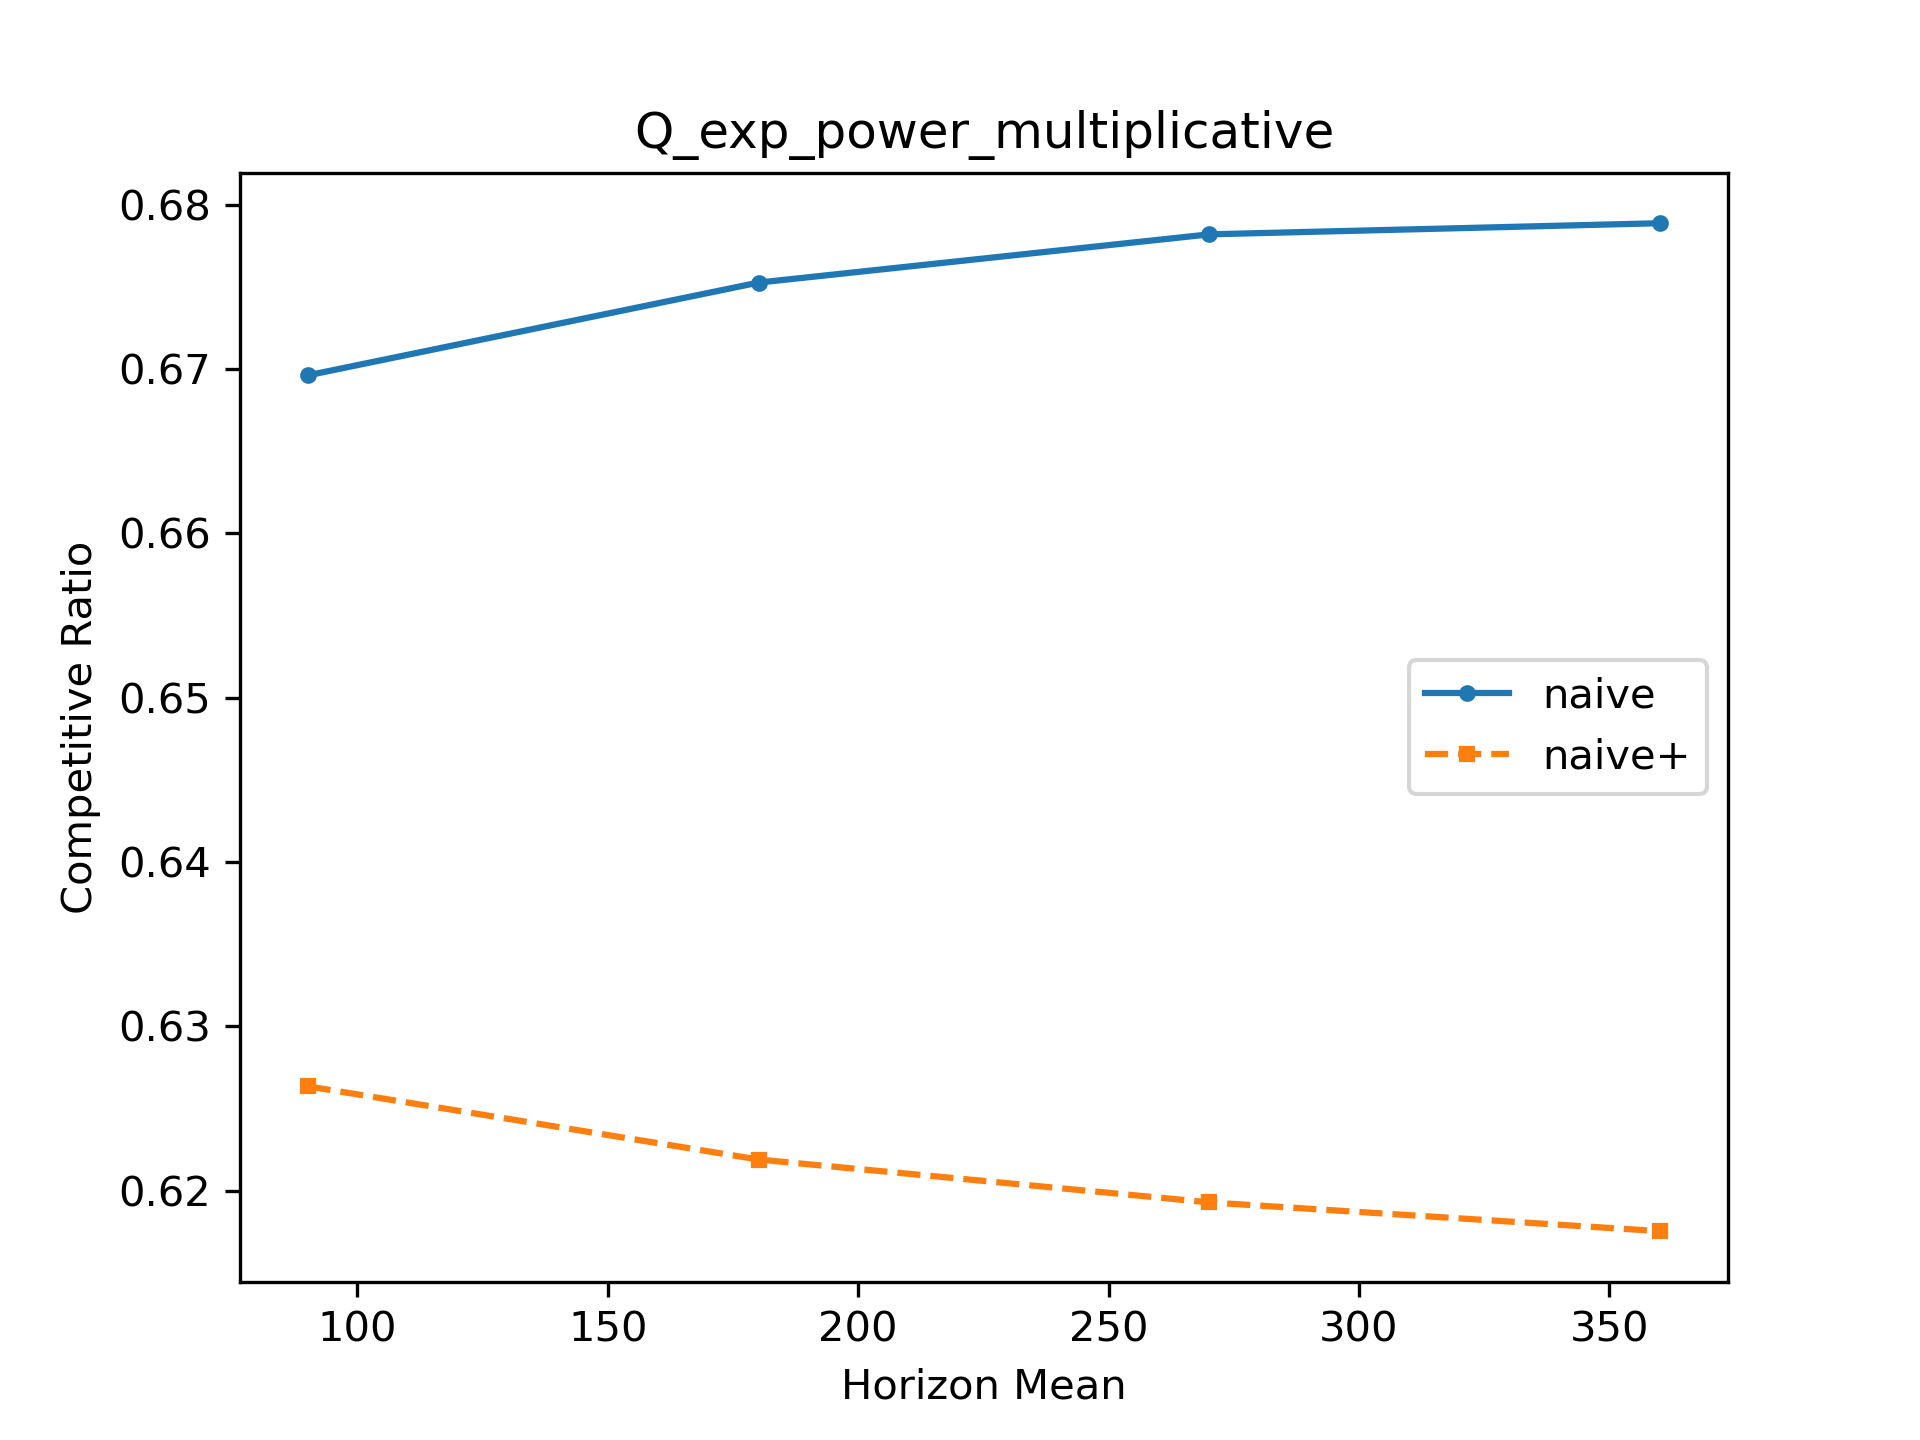 Q_exp_power_multiplicative
0.68
0.67
0.66
0.65
0.64
0.63
0.62
Competitive Ratio
naive
naive+
100 150 200 250 300 350
Horizon Mean